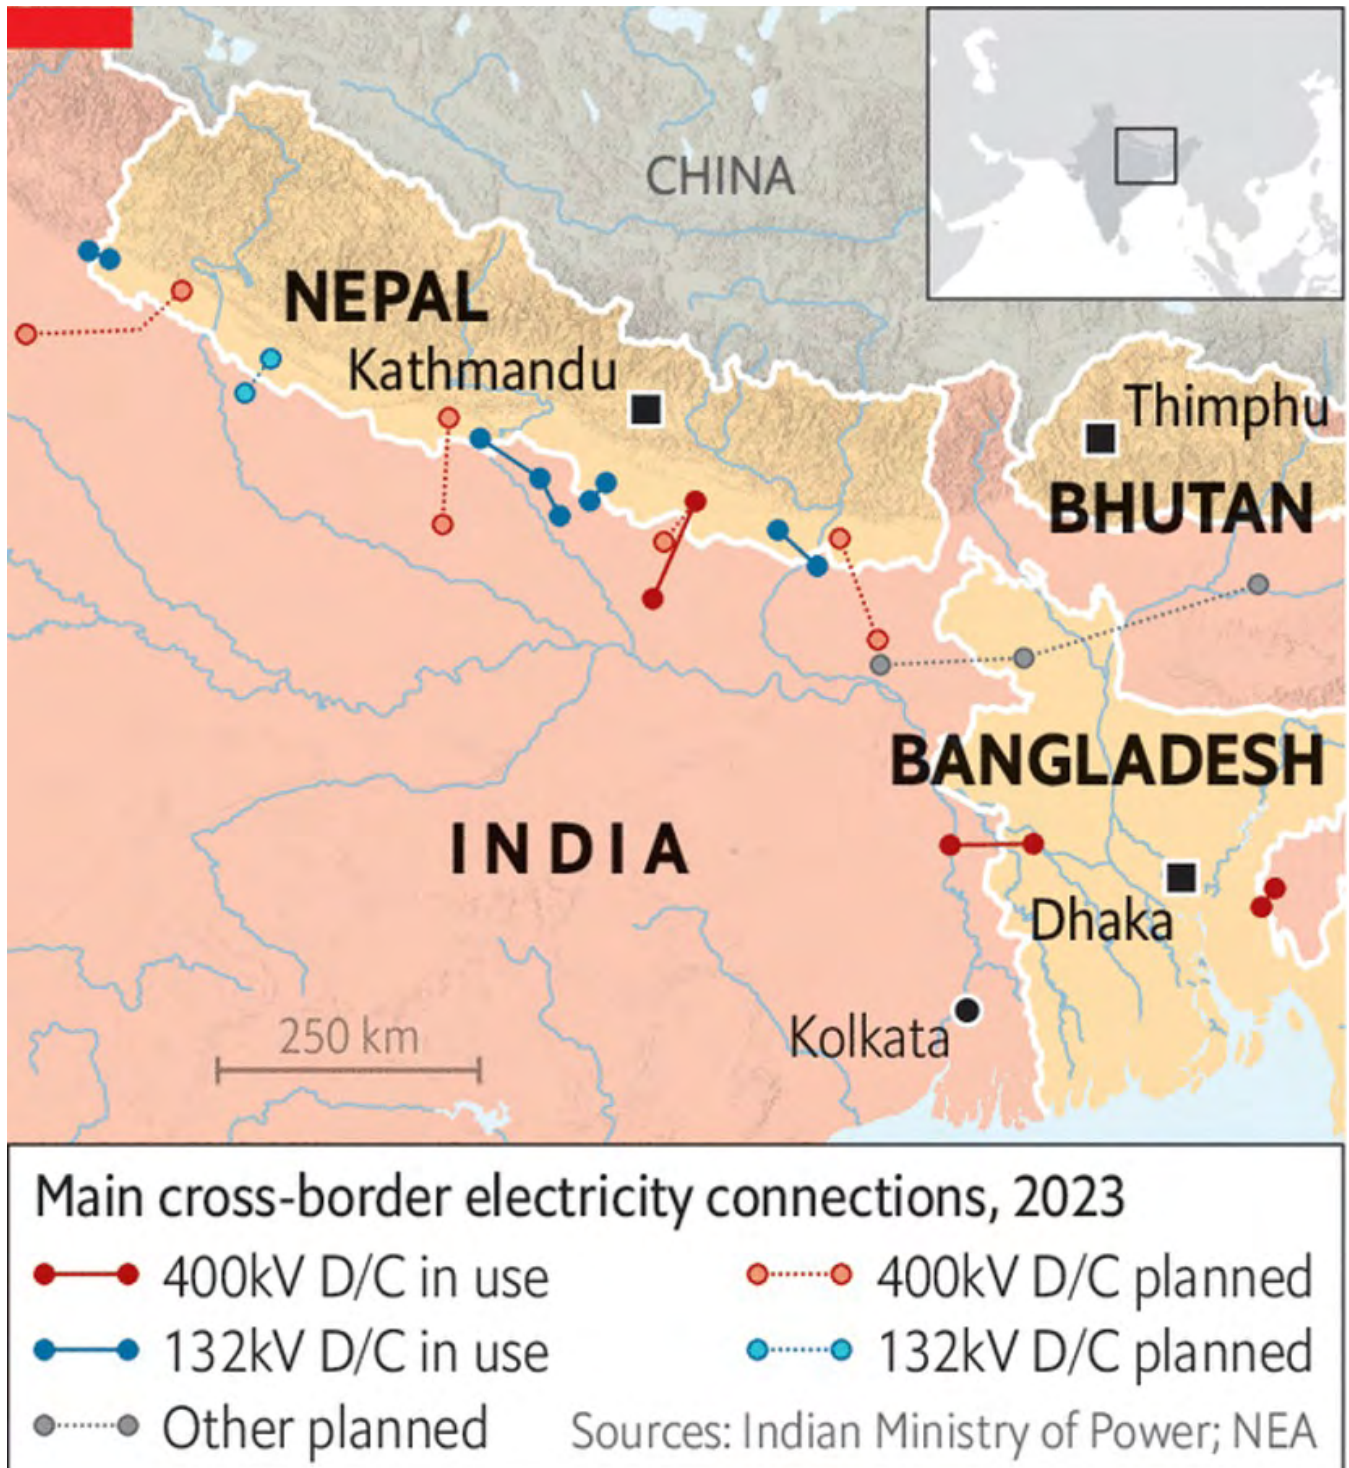 CHINA
NEPAL
Kathmandu
Thimphu
BHUTAN
BANGLADESH
INDIA
Dhaka
Kolkata
250 km
Main cross-border electricity connections, 2023
400kV D/C in use
400kV D/C planned
132kV D/C in use
132kV D/C planned
Other planned
Sources: Indian Ministry of Power; NEA